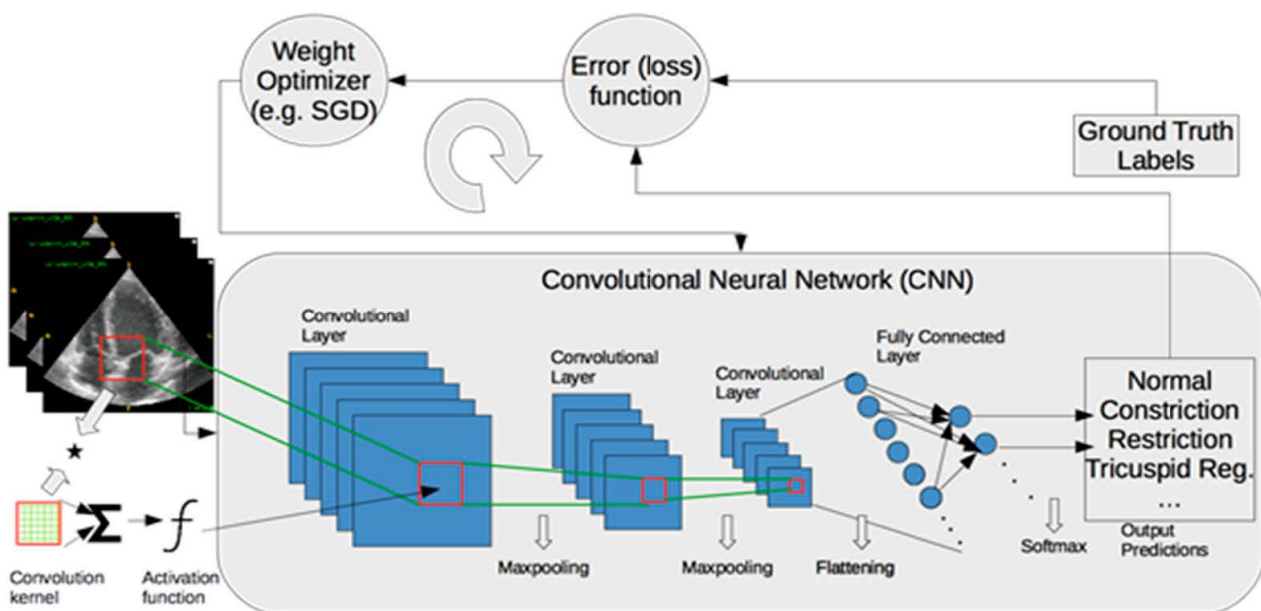 Weight
Optimizer
(e.g. SGD)
Error (loss)
function
Ground Truth
Labels
Convolutional Neural Network (CNN)
Convolutional
Layer
Convolutional
Layer
Convolutional
Layer
Fully Connected
Layer
Normal
Constriction
Restriction
Tricuspid Reg.
...
Output
Predictions
Maxpooling
Maxpooling
Flattening
Softmax
Σ
f
Convolution
kernel
Activation
function